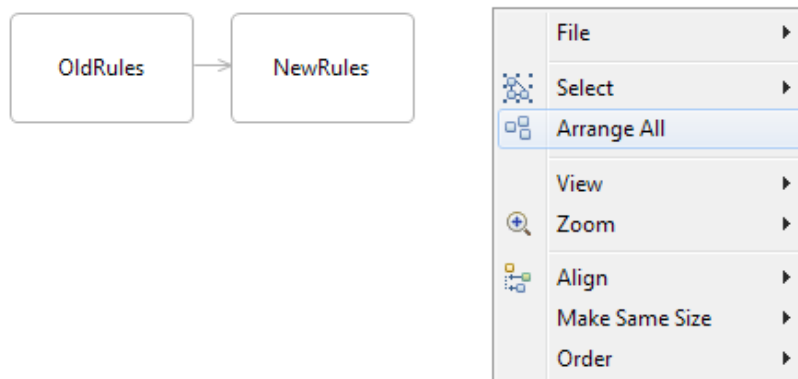 OldRules
NewRules
File
Select
Arrange All
View
Zoom
Align
Make Same Size
Order